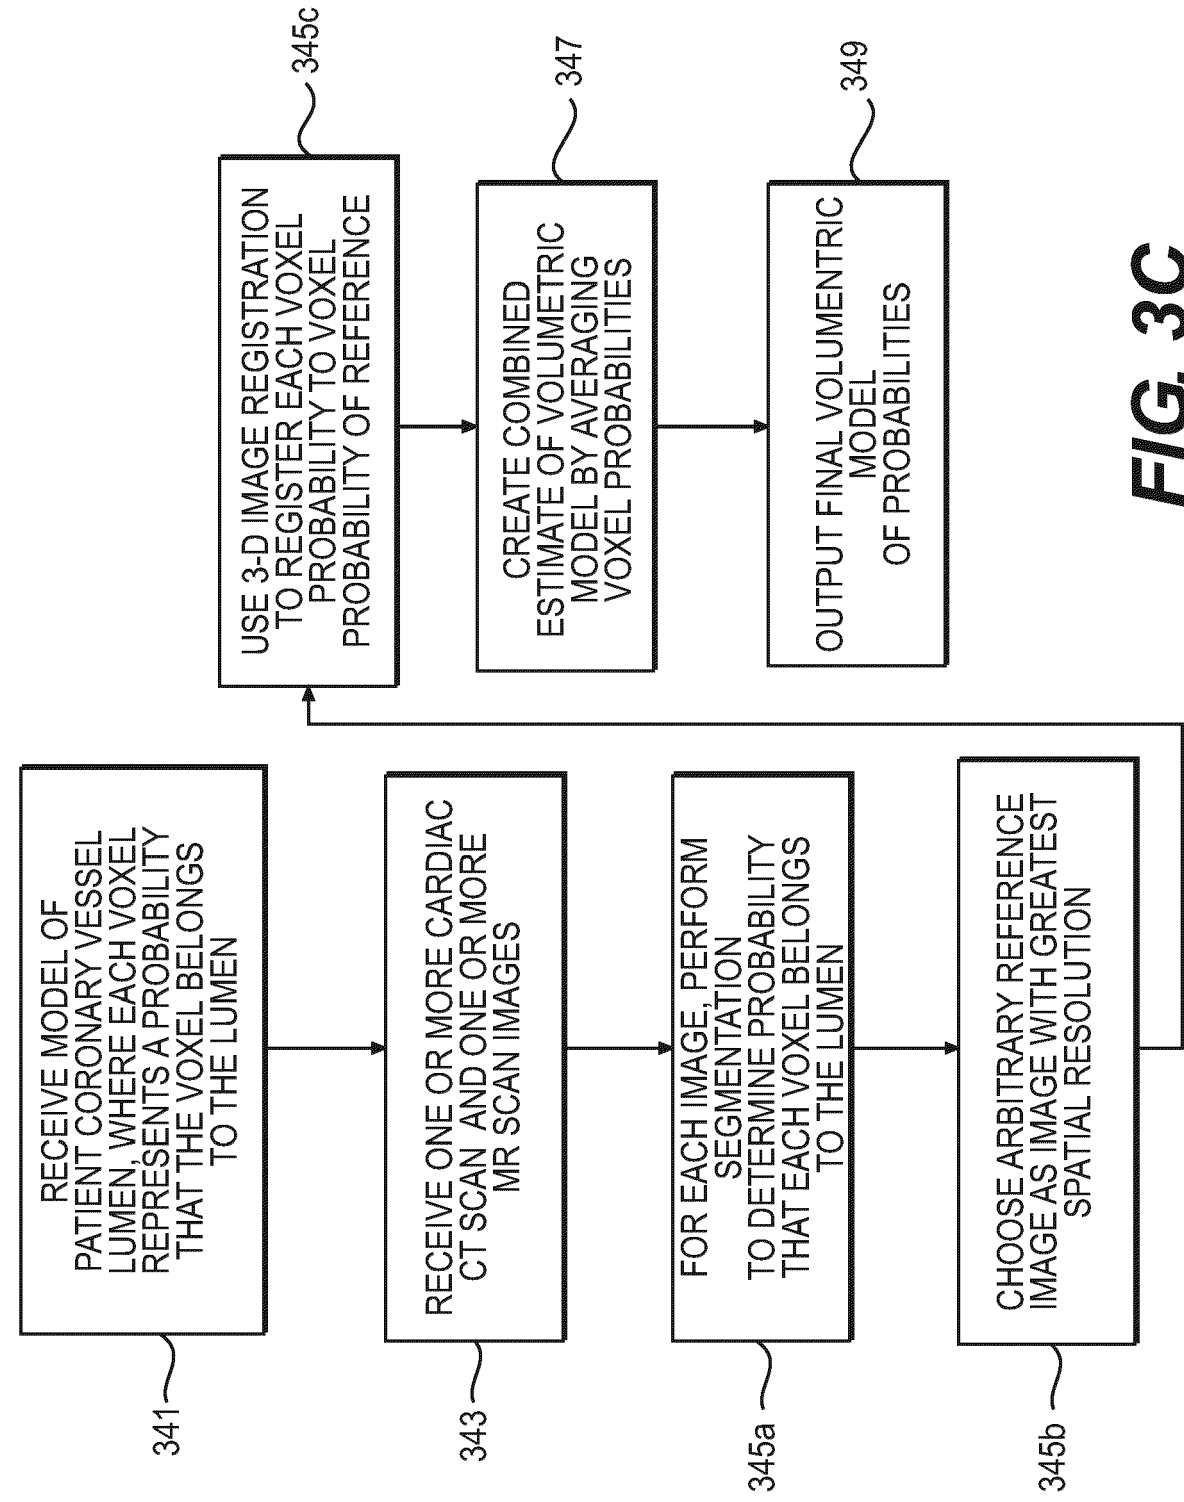 341
RECEIVE MODEL OF
PATIENT CORONARY VESSEL
LUMEN, WHERE EACH VOXEL
REPRESENTS A PROBABILITY
THAT THE VOXEL BELONGS
TO THE LUMEN
343
RECEIVE ONE OR MORE CARDIAC
CT SCAN AND ONE OR MORE
MR SCAN IMAGES
345a
FOR EACH IMAGE, PERFORM
SEGMENTATION
TO DETERMINE PROBABILITY
THAT EACH VOXEL BELONGS
TO THE LUMEN
345b
CHOOSE ARBITRARY REFERENCE
IMAGE AS IMAGE WITH GREATEST
SPATIAL RESOLUTION
345c
USE 3-D IMAGE REGISTRATION
TO REGISTER EACH VOXEL
PROBABILITY TO VOXEL
PROBABILITY OF REFERENCE
347
CREATE COMBINED
ESTIMATE OF VOLUMETRIC
MODEL BY AVERAGING
VOXEL PROBABILITIES
349
OUTPUT FINAL VOLUMENTRIC
MODEL
OF PROBABILITIES
FIG. 3C